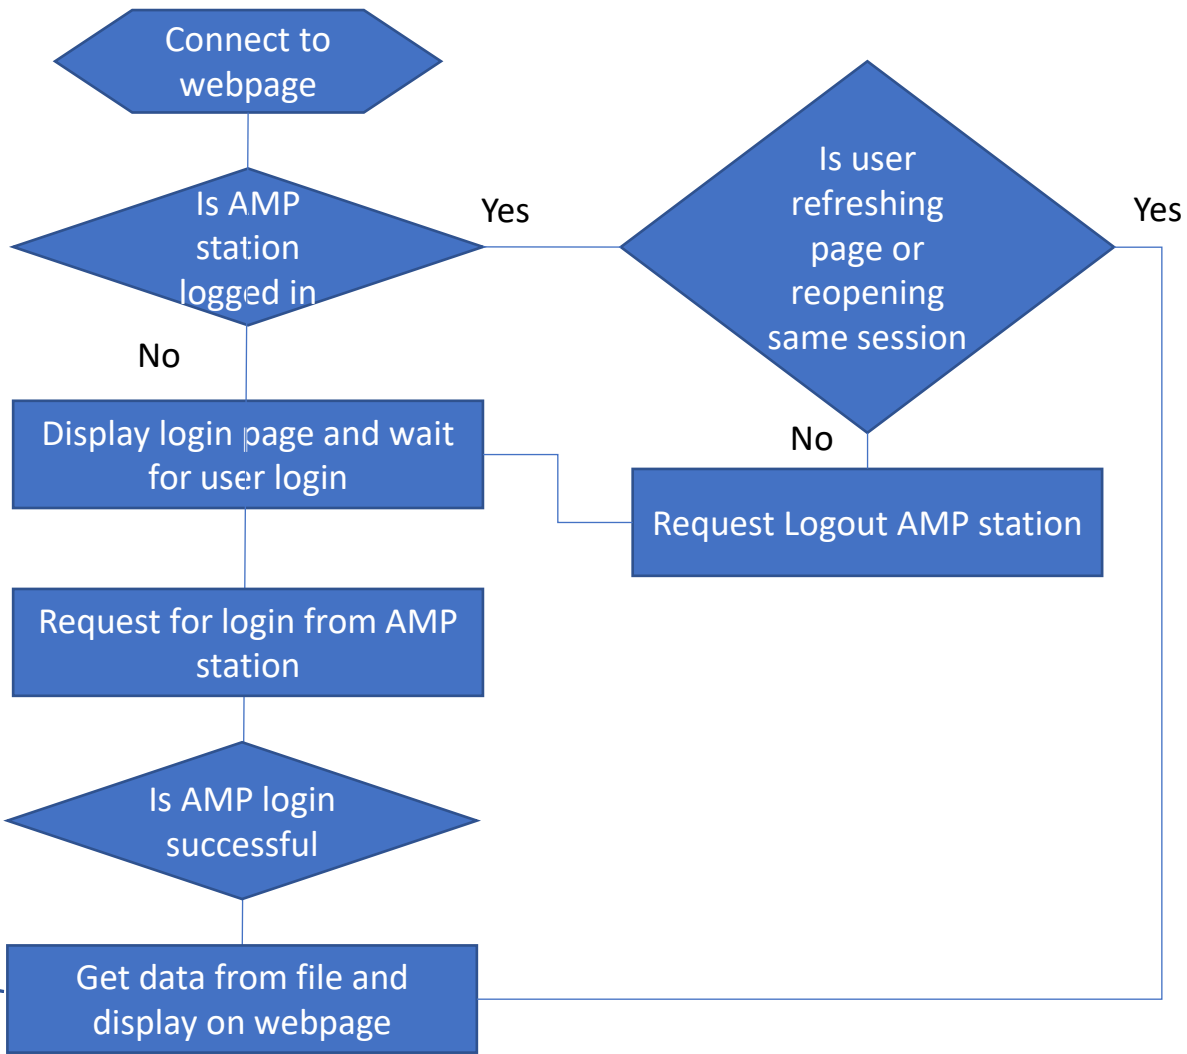 Connect to
webpage
Is AMP
station
logged in
Yes
Is user
refreshing
page or
reopening
same session
Yes
No
Display login page and wait
for user login
No
Request Logout AMP station
Request for login from AMP
station
Is AMP login
successful
Get data from file and
display on webpage